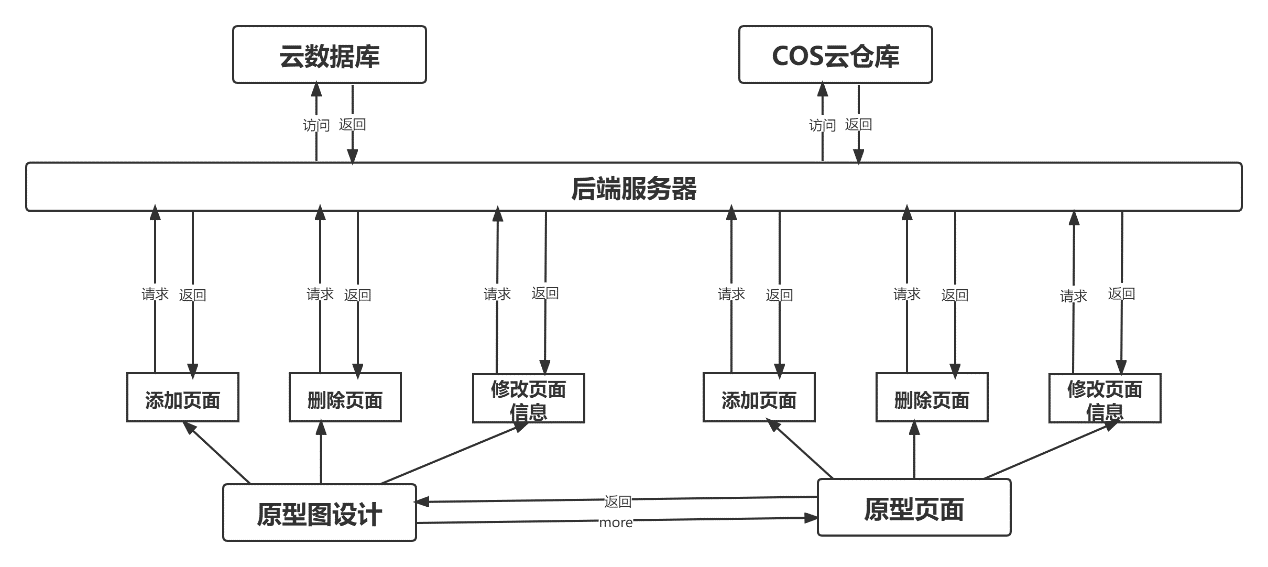 云数据库
COS云仓库
访问
返回
访问
返回
后端服务器
请求
返回
请求
返回
请求
返回
请求
返回
请求
返回
请求
返回
添加页面
删除页面
修改页面
信息
添加页面
删除页面
修改页面
信息
原型图设计
返回
more
原型页面